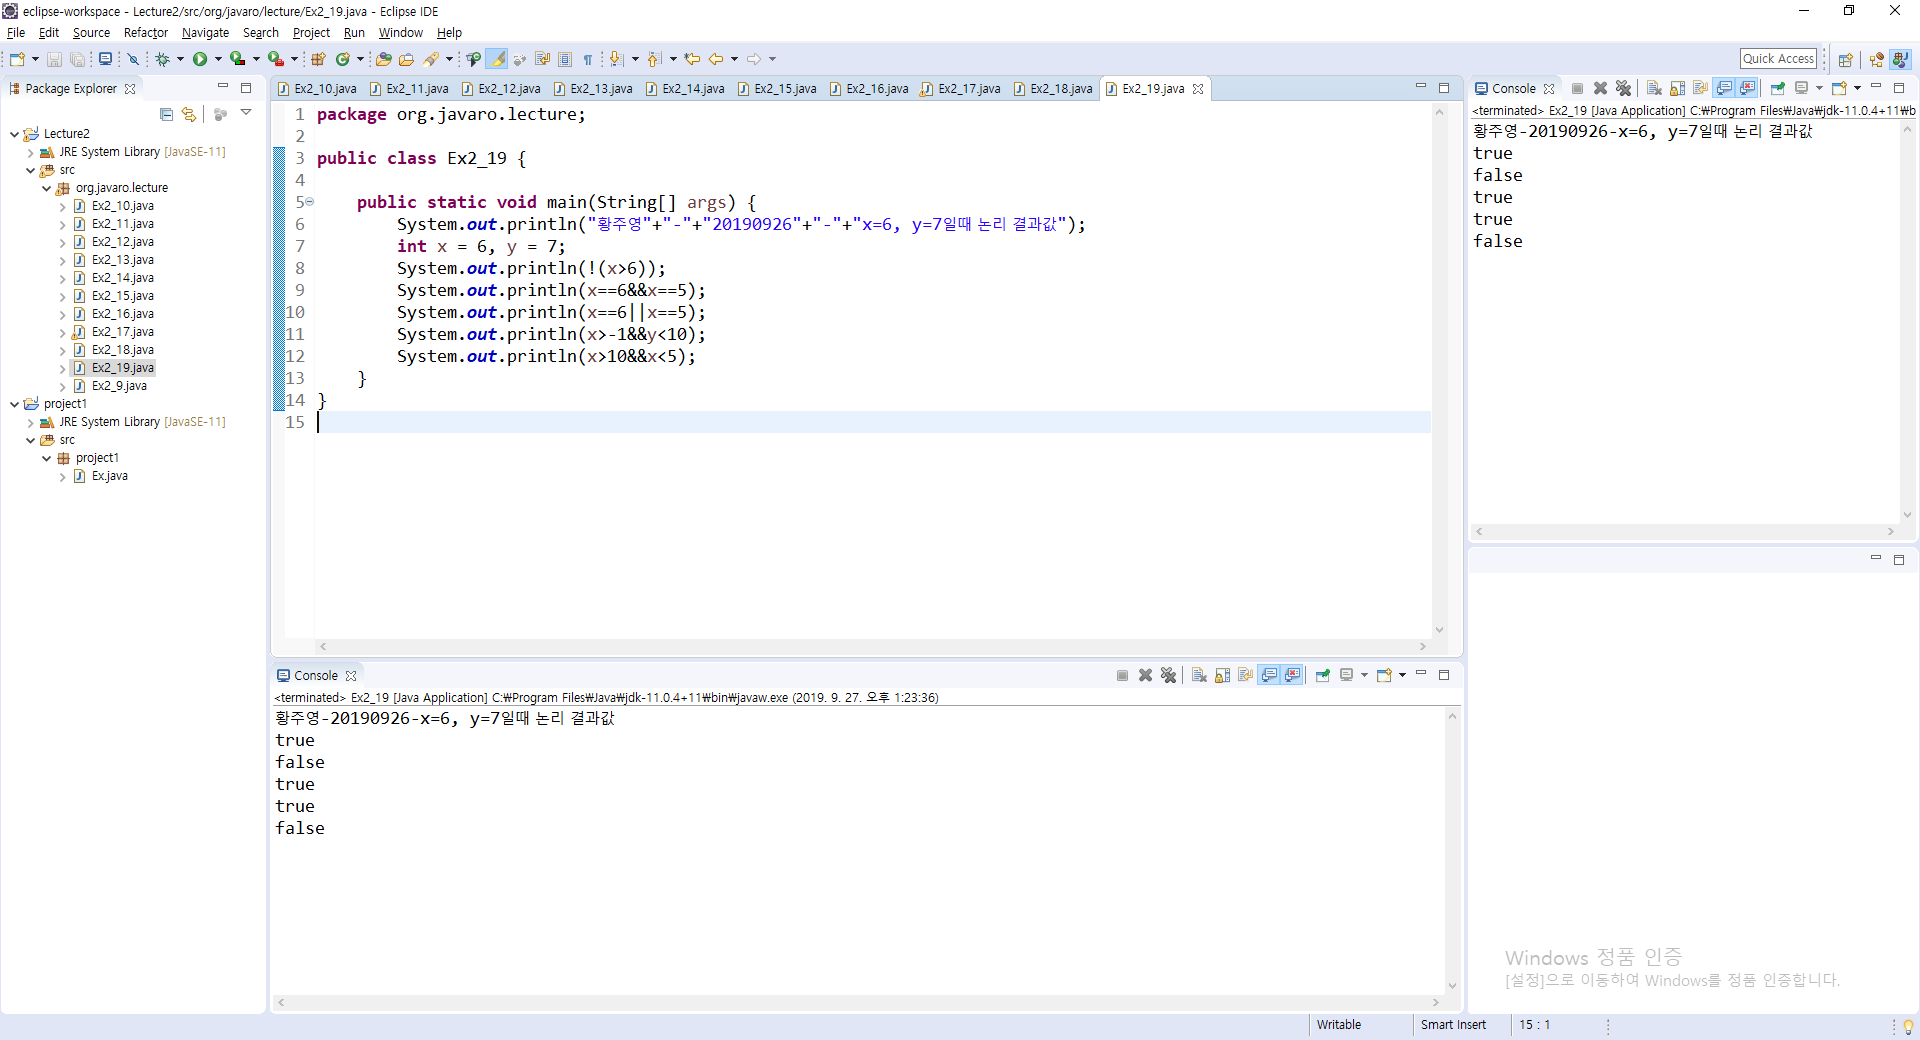 eclipse-workspace - Lecture2/src/org/javaro/lecture/Ex2_19.java - Eclipse IDE
File Edit Source Refactor Navigate Search Project Run Window Help
Quick Access
Package Explorer
Lecture2
JRE System Library [JavaSE-11]
src
org.javaro.lecture
Ex2_10.java
Ex2_11.java
Ex2_12.java
Ex2_13.java
Ex2_14.java
Ex2_15.java
Ex2_16.java
Ex2_17.java
Ex2_18.java
Ex2_19.java
Ex2_9.java
project1
JRE System Library [JavaSE-11]
src
project1
Ex.java
Ex2_10.java Ex2_11.java Ex2_12.java Ex2_13.java Ex2_14.java Ex2_15.java Ex2_16.java Ex2_17.java Ex2_18.java Ex2_19.java
1 package org.javaro.lecture;
2
3 public class Ex2_19 {
4
5 public static void main(String[] args) {
6 System.out.println("황주영"+"-"+"20190926"+"-"+"x=6, y=7일때 논리 결과값");
7 int x = 6, y = 7;
8 System.out.println(!(x>6));
9 System.out.println(x==6&&x==5);
10 System.out.println(x==6||x==5);
11 System.out.println(x>-1&&y<10);
12 System.out.println(x>10&&x<5);
13 }
14 }
15
Console
<terminated> Ex2_19 [Java Application] C:₩Program Files₩Java₩jdk-11.0.4+11₩bin₩javaw.exe (2019. 9. 27. 오후 1:23:36)
황주영-20190926-x=6, y=7일때 논리 결과값
true
false
true
true
false
Console
<terminated> Ex2_19 [Java Application] C:₩Program Files₩Java₩jdk-11.0.4+11₩b
황주영-20190926-x=6, y=7일때 논리 결과값
true
false
true
true
false
Windows 정품 인증
[설정]으로 이동하여 Windows를 정품 인증합니다.
Writable Smart Insert 15 : 1